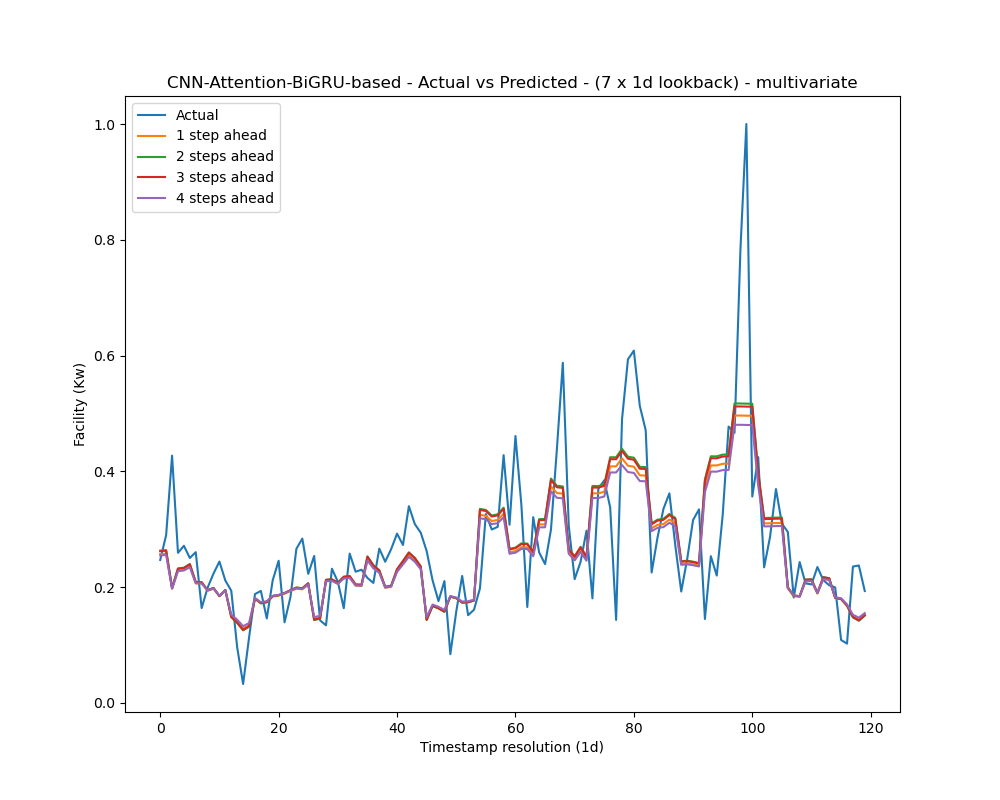 CNN-Attention-BiGRU-based - Actual vs Predicted - (7 x 1d lookback) - multivariate
Actual
1 step ahead
2 steps ahead
3 steps ahead
4 steps ahead
1.0
0.8
0.6
0.4
0.2
0.0
Facility (Kw)
0 20 40 60 80 100 120
Timestamp resolution (1d)